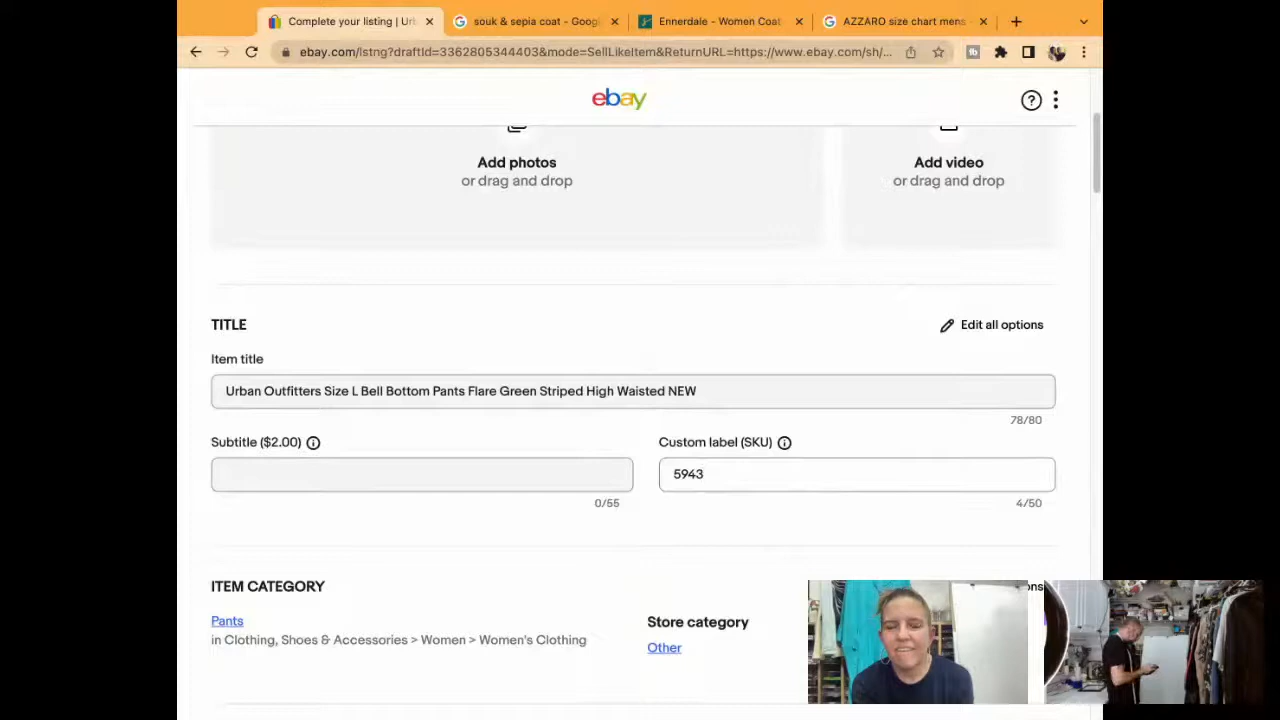 Complete your listing | Ur
souk & sepia coat - Goog
Ennerdale - Women Coat
AZZARO size chart mens
ebay.com/lstng?draftId=3362805344403&mode=SellLikeItem&ReturnURL=https://www.ebay.com/sh/...
ebay
Add photos
or drag and drop
Add video
or drag and drop
TITLE
Edit all options
Item title
Urban Outfitters Size L Bell Bottom Pants Flare Green Striped High Waisted NEW
78/80
Subtitle ($2.00)
Custom label (SKU)
5943
0/55
4/50
ITEM CATEGORY
ons
Pants
in Clothing, Shoes & Accessories > Women > Women's Clothing
Store category
Other